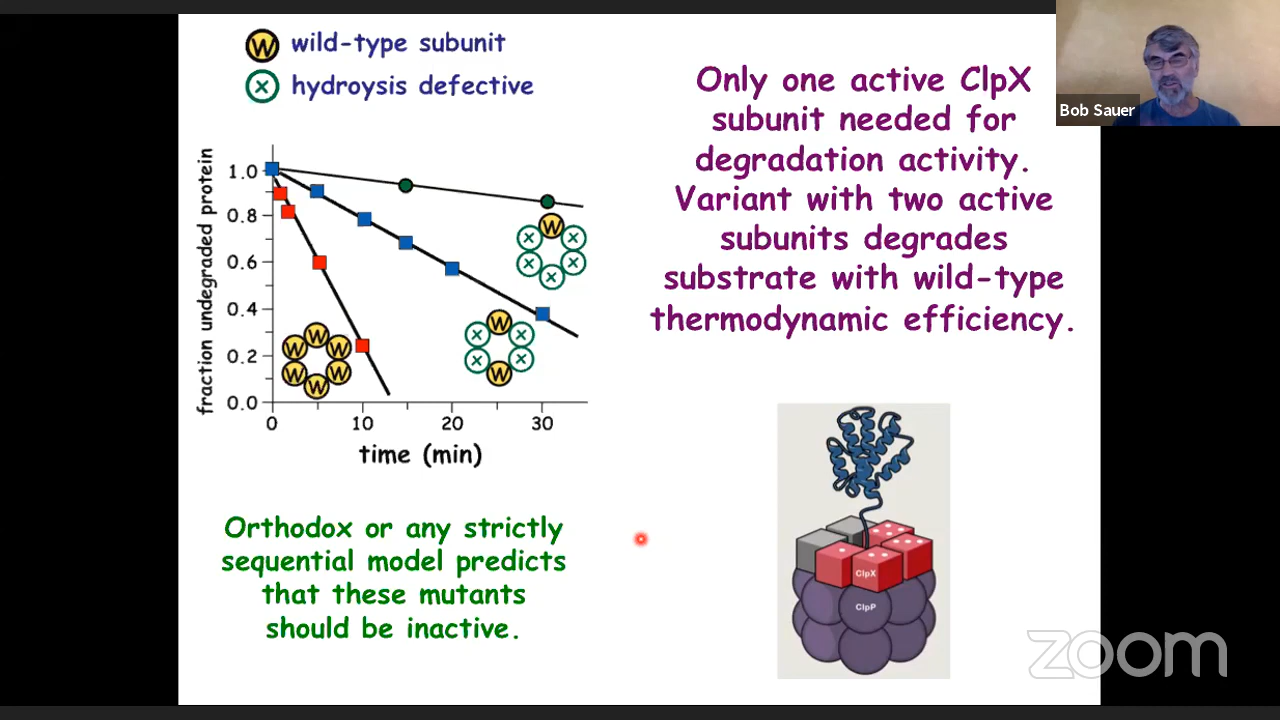 W wild-type subunit
X hydroysis defective
Only one active ClpX
subunit needed for
degradation activity.
Variant with two active
subunits degrades
substrate with wild-type
thermodynamic efficiency.
Bob Sauer
fraction undegraded protein
1.0
0.8
0.6
0.4
0.2
0.0
0 10 20 30
time (min)
W
X X
X X
X
W
X X
X X
W
W
W W
W W
W
Orthodox or any strictly
sequential model predicts
that these mutants
should be inactive.
ClpX
ClpP
zoom